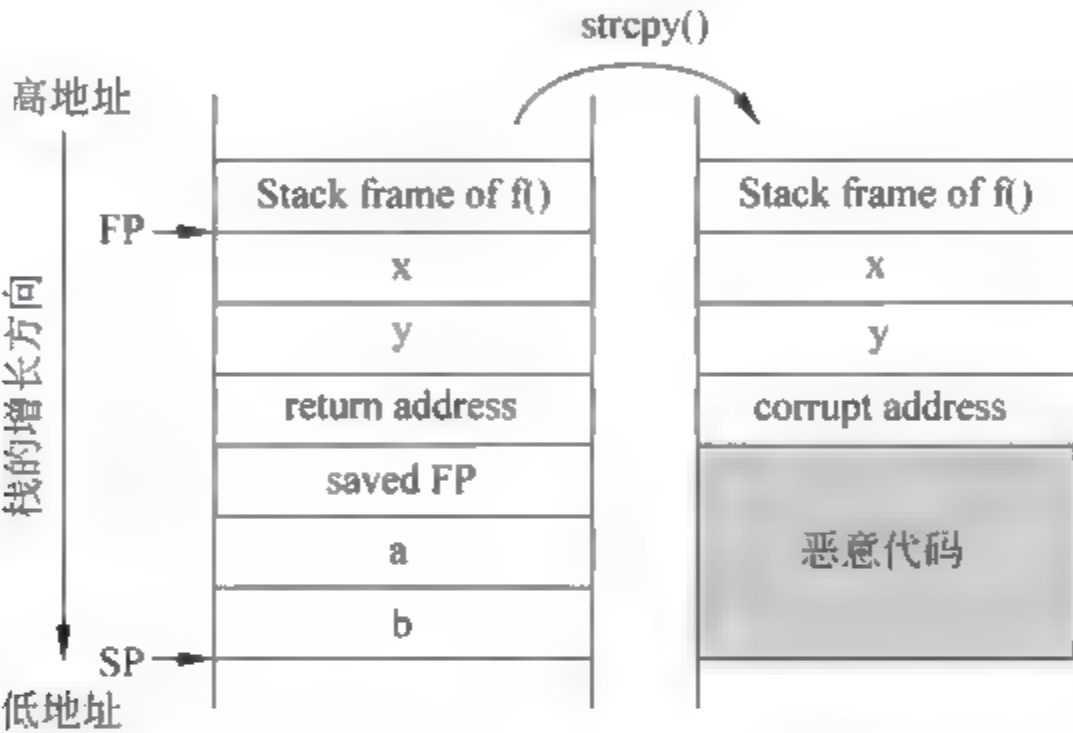 strcpy()
高地址
栈的增长方向
低地址
FP
SP
Stack frame of f()
x
y
return address
saved FP
a
b
Stack frame of f()
x
y
corrupt address
恶意代码